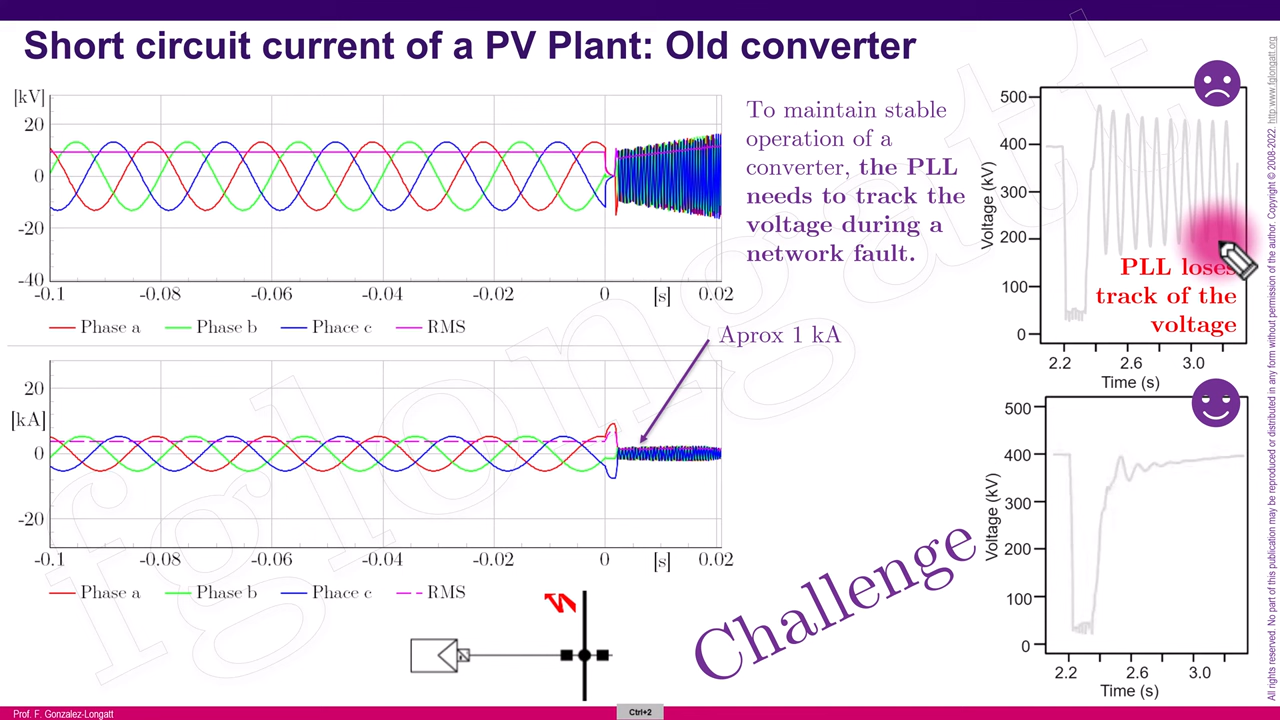 Short circuit current of a PV Plant: Old converter
[kV]
20
0
-20
-40
-0.1
-0.08
-0.06
-0.04
-0.02
0
[s]
0.02
Phase a
Phase b
Phace c
RMS
To maintain stable
operation of a
converter, the PLL
needs to track the
voltage during a
network fault.
Aprox 1 kA
[kA]
20
0
-20
-0.1
-0.08
-0.06
-0.04
-0.02
0
[s]
0.02
Phase a
Phase b
Phace c
RMS
Challenge
Voltage (kV)
500
400
300
200
100
0
2.2
2.6
3.0
Time (s)
PLL loses
track of the
voltage
Voltage (kV)
500
400
300
200
100
0
2.2
2.6
3.0
Time (s)
fglongatt
All rights reserved. No part of this publication may be reproduced or distributed in any form without permission of the author. Copyright © 2008-2022. http:www.fglongatt.org
Prof. F. Gonzalez-Longatt
Ctrl+2